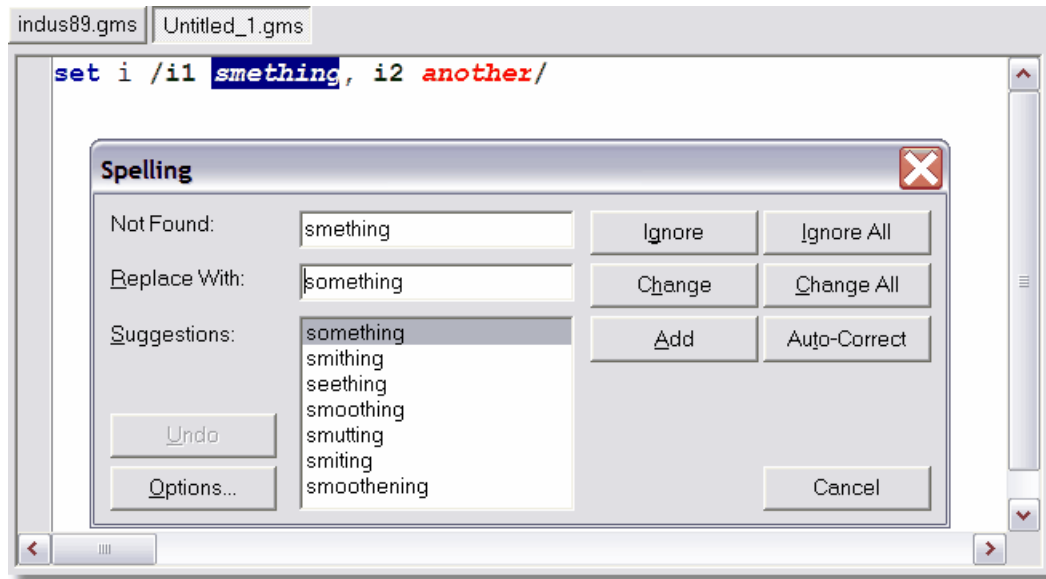 indus89.gms Untitled_1.gms
set i /i1 smething, i2 another/
Spelling
Not Found: smething Ignore Ignore All
Replace With: something Change Change All
Suggestions: something Add Auto-Correct
smithing
seething
smoothing
Undo smutting
smiting
Options... smoothening Cancel